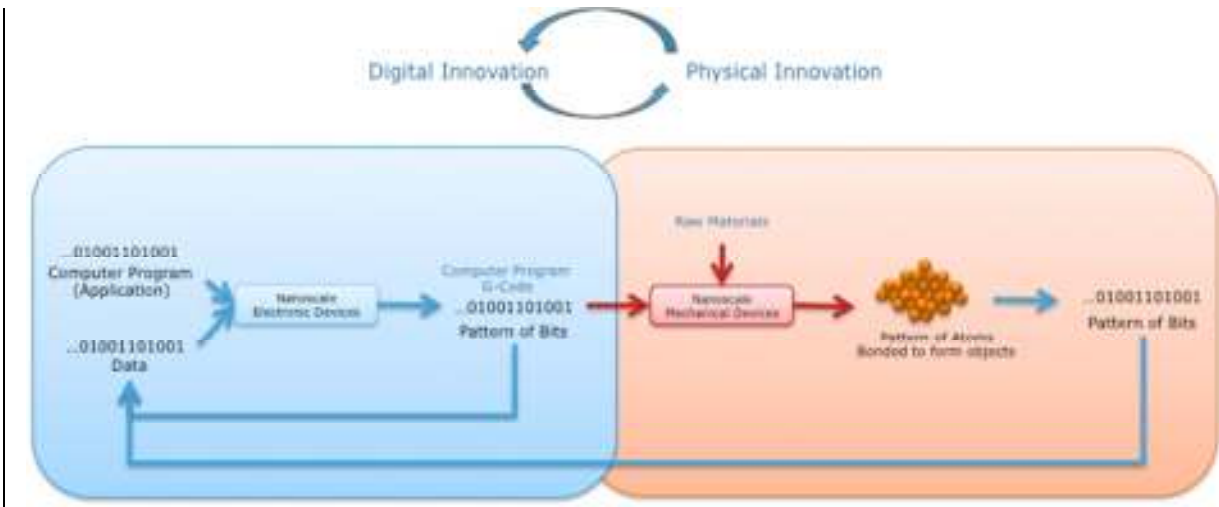 Digital Innovation
Physical Innovation
...01001101001
Computer Program
(Application)
...01001101001
Data
Nanoscale
Electronic Devices
Computer Program
G-Code
...01001101001
Pattern of Bits
Raw Materials
Nanoscale
Mechanical Devices
Pattern of Atoms
Bonded to form objects
...01001101001
Pattern of Bits